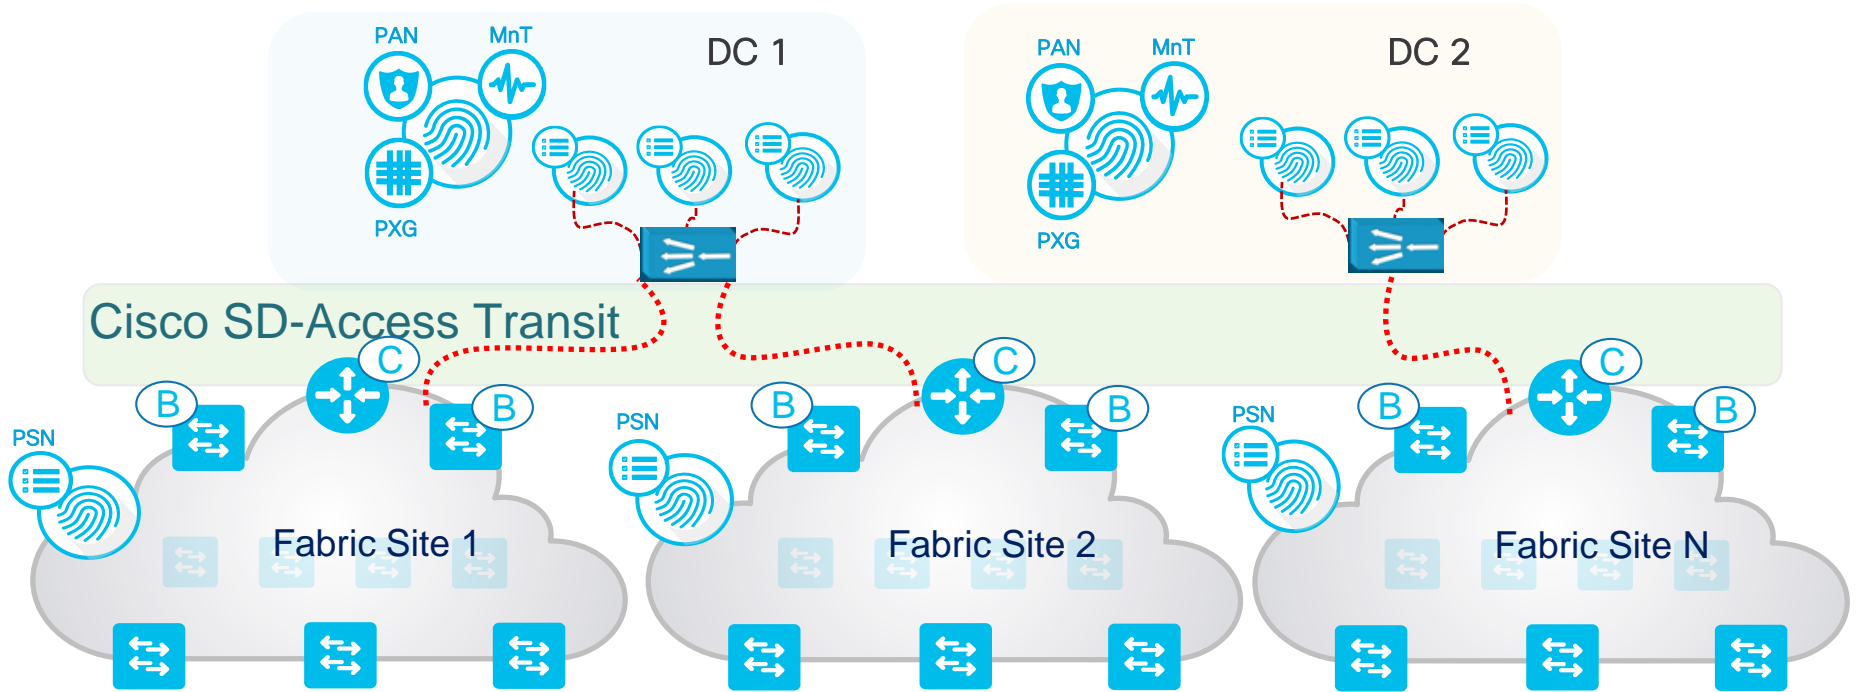 PAN
MnT
DC 1
PXG
PAN
MnT
DC 2
PXG
Cisco SD-Access Transit
C
C
C
B
B
B
B
B
B
PSN
PSN
PSN
Fabric Site 1
Fabric Site 2
Fabric Site N